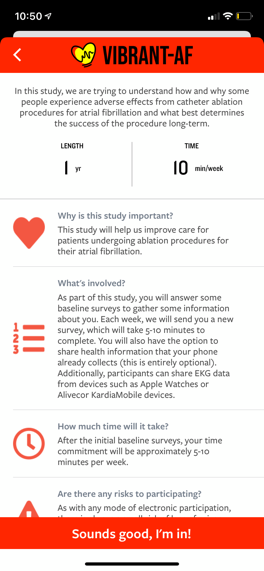 10:50
VIBRANT-AF
In this study, we are trying to understand how and why some
people experience adverse effects from catheter ablation
procedures for atrial fibrillation and what best determines
the success of the procedure long-term.
LENGTH
1 yr
TIME
10 min/week
Why is this study important?
This study will help us improve care for
patients undergoing ablation procedures for
their atrial fibrillation.
What's involved?
1
2
3
As part of this study, you will answer some
baseline surveys to gather some information
about you. Each week, we will send you a new
survey, which will take 5-10 minutes to
complete. You will also have the option to
share health information that your phone
already collects (this is entirely optional).
Additionally, participants can share EKG data
from devices such as Apple Watches or
Alivecor KardiaMobile devices.
How much time will it take?
After the initial baseline surveys, your time
commitment will be approximately 5-10
minutes per week.
Are there any risks to participating?
As with any mode of electronic participation,
Sounds good, I'm in!